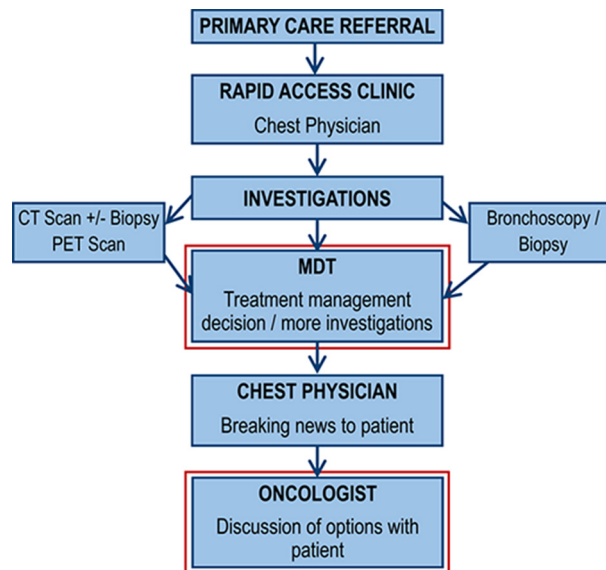 PRIMARY CARE REFERRAL
RAPID ACCESS CLINIC
Chest Physician
INVESTIGATIONS
CT Scan +/- Biopsy
PET Scan
Bronchoscopy /
Biopsy
MDT
Treatment management
decision / more investigations
CHEST PHYSICIAN
Breaking news to patient
ONCOLOGIST
Discussion of options with
patient